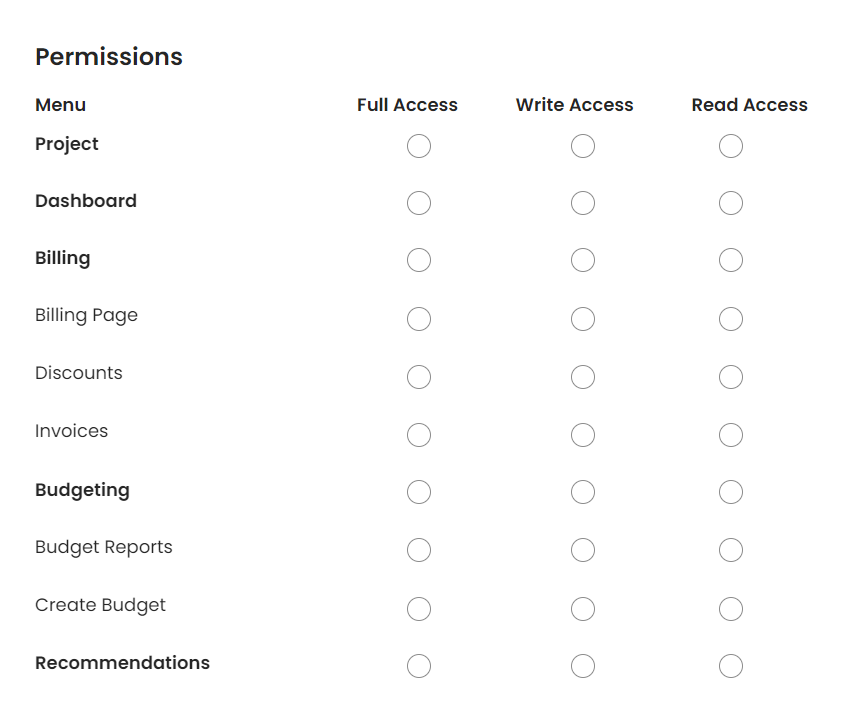 Permissions
Menu Full Access Write Access Read Access
Project
Dashboard
Billing
Billing Page
Discounts
Invoices
Budgeting
Budget Reports
Create Budget
Recommendations